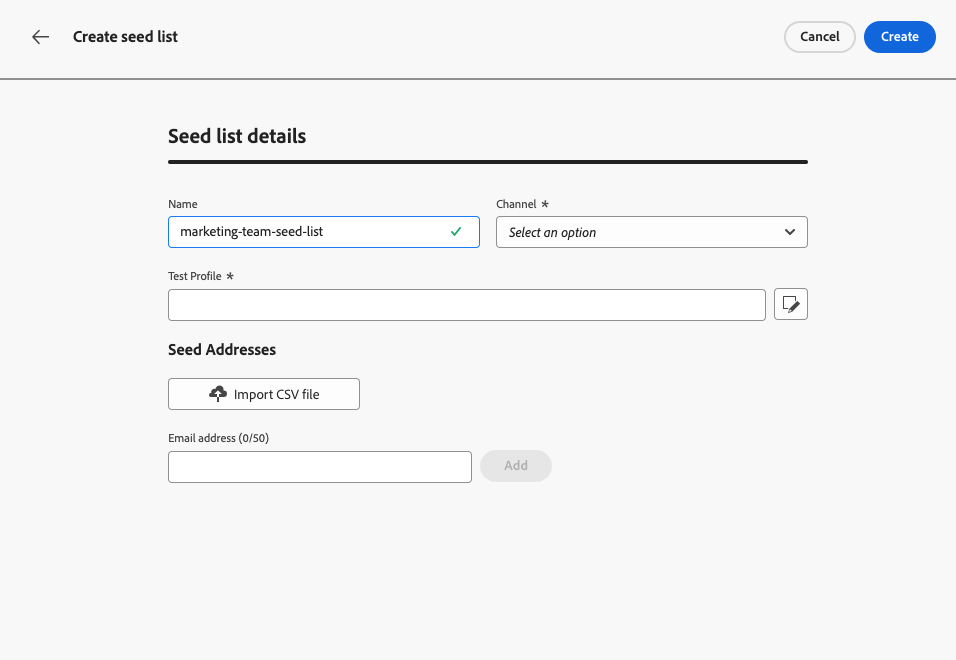 Create seed list
Cancel
Create
Seed list details
Name
Channel *
marketing-team-seed-list
Select an option
Test Profile *
Seed Addresses
Import CSV file
Email address (0/50)
Add